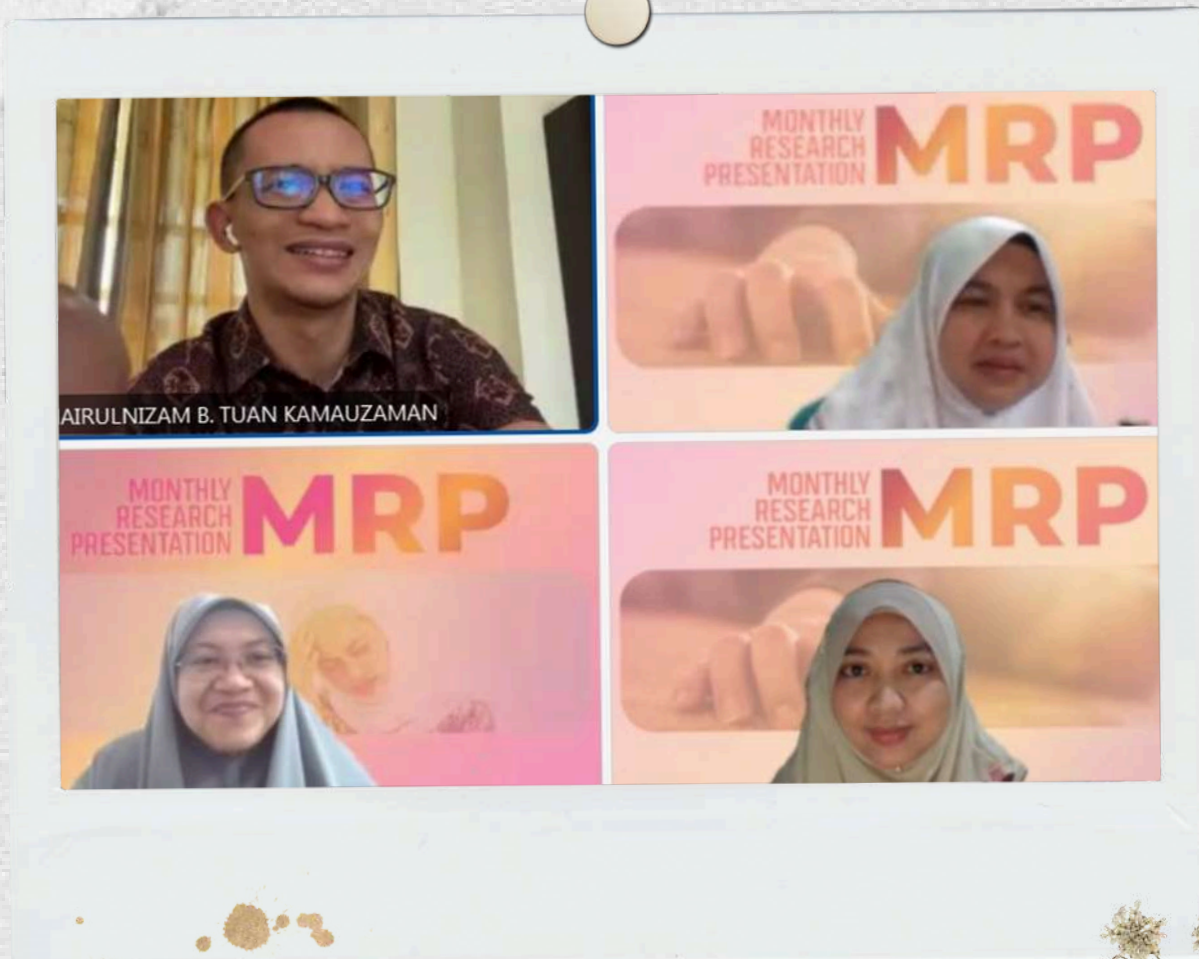 MONTHLY
RESEARCH
PRESENTATION
MRP
AIRULNIZAM B. TUAN KAMAUZAMAN
MONTHLY
RESEARCH
PRESENTATION
MRP
MONTHLY
RESEARCH
PRESENTATION
MRP